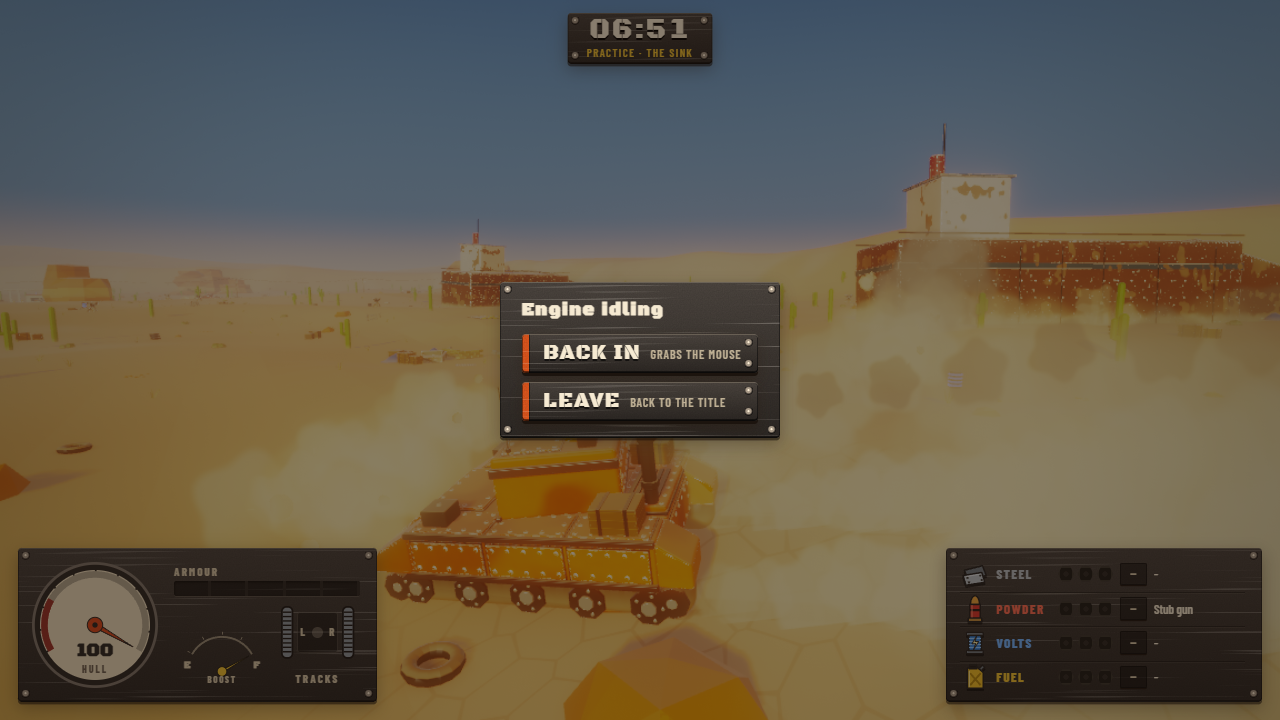 06:51
PRACTICE - THE SINK
Engine idling
BACK IN GRABS THE MOUSE
LEAVE BACK TO THE TITLE
ARMOUR
100
HULL
E F
BOOST
L R
TRACKS
STEEL - -
POWDER - Stub gun
VOLTS - -
FUEL - -